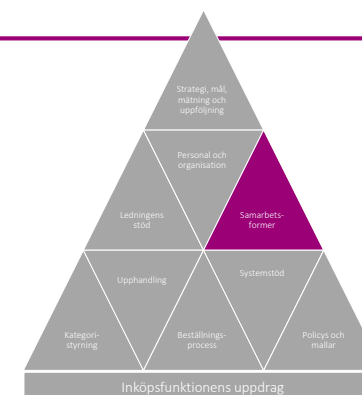 Strategi, mål,
mätning och
uppföljning
Personal och
organisation
Ledningens
stöd
Samarbets-
former
Upphandling
Systemstöd
Kategori-
styrning
Beställnings-
process
Policys och
mallar
Inköpsfunktionens uppdrag